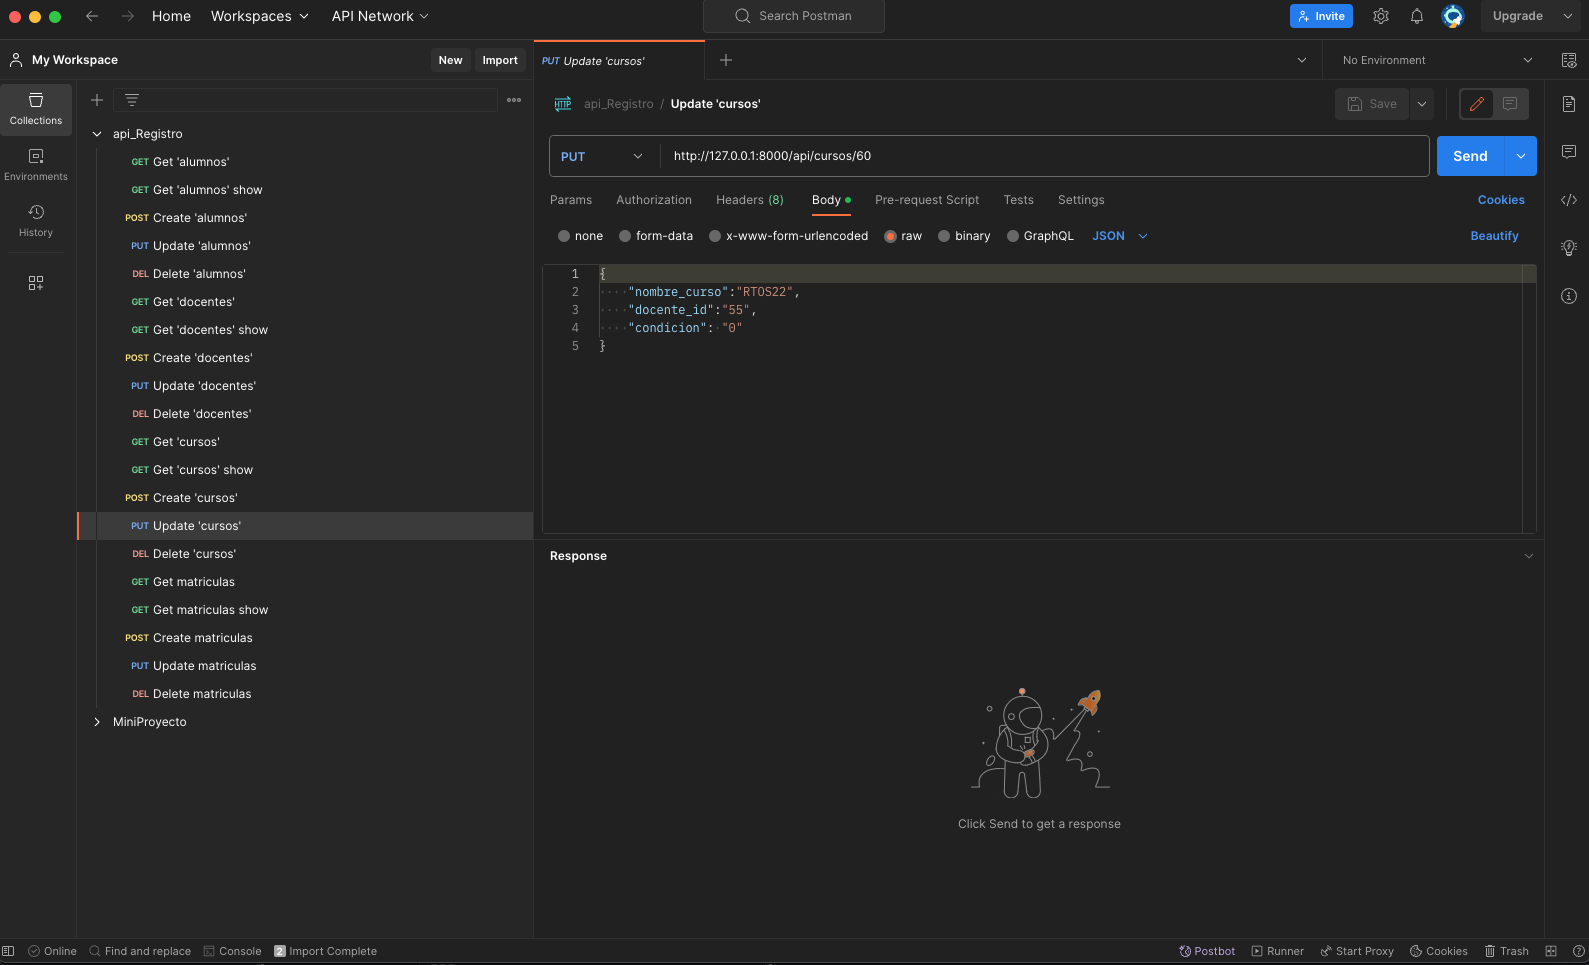 Home
Workspaces
API Network
Search Postman
Invite
Upgrade
My Workspace
New
Import
PUT Update 'cursos'
No Environment
Collections
Environments
History
api_Registro
GET Get 'alumnos'
GET Get 'alumnos' show
POST Create 'alumnos'
PUT Update 'alumnos'
DEL Delete 'alumnos'
GET Get 'docentes'
GET Get 'docentes' show
POST Create 'docentes'
PUT Update 'docentes'
DEL Delete 'docentes'
GET Get 'cursos'
GET Get 'cursos' show
POST Create 'cursos'
PUT Update 'cursos'
DEL Delete 'cursos'
GET Get matriculas
GET Get matriculas show
POST Create matriculas
PUT Update matriculas
DEL Delete matriculas
MiniProyecto
HTTP api_Registro / Update 'cursos'
Save
PUT
http://127.0.0.1:8000/api/cursos/60
Send
Params
Authorization
Headers (8)
Body
Pre-request Script
Tests
Settings
Cookies
none
form-data
x-www-form-urlencoded
raw
binary
GraphQL
JSON
Beautify
1 {
2 "nombre_curso":"RTOS22",
3 "docente_id":"55",
4 "condicion": "0"
5 }
Response
Click Send to get a response
Online
Find and replace
Console
2 Import Complete
Postbot
Runner
Start Proxy
Cookies
Trash